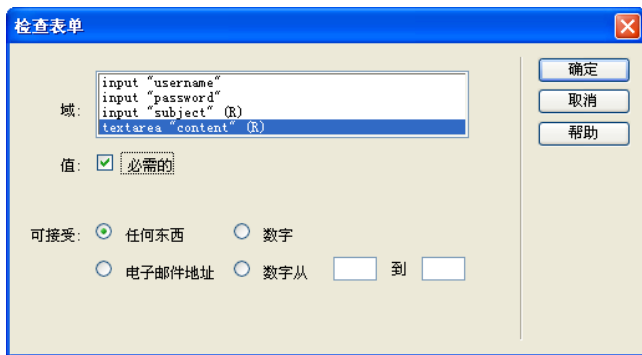 检查表单
域:
input "username"
input "password"
input "subject" (R)
textarea "content" (R)
值: 必需的
可接受: 任何东西 数字
电子邮件地址 数字从 到
确定
取消
帮助